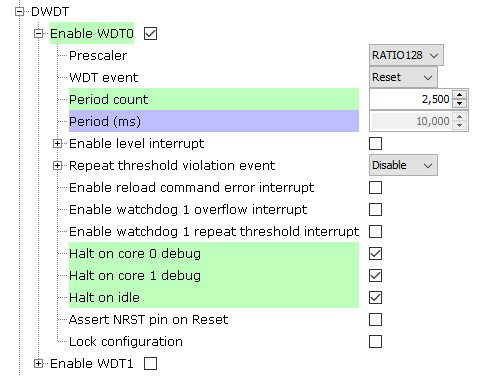 DWDT
Enable WDT0
Prescaler RATIO128
WDT event Reset
Period count 2,500
Period (ms) 10,000
Enable level interrupt
Repeat threshold violation event Disable
Enable reload command error interrupt
Enable watchdog 1 overflow interrupt
Enable watchdog 1 repeat threshold interrupt
Halt on core 0 debug
Halt on core 1 debug
Halt on idle
Assert NRST pin on Reset
Lock configuration
Enable WDT1